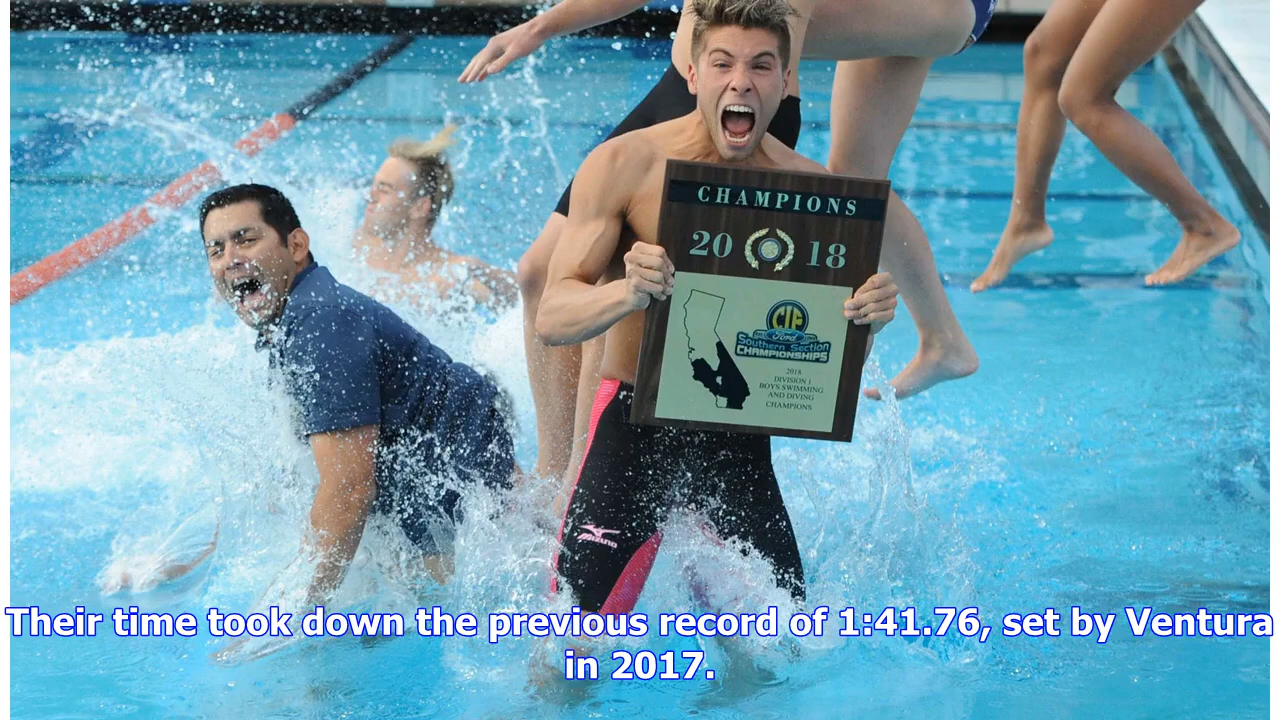 CHAMPIONS
20 18
CIF
Ford
Southern Section
CHAMPIONSHIPS
2018
DIVISION 1
BOYS SWIMMING
AND DIVING
CHAMPIONS
MIZUNO
Their time took down the previous record of 1:41.76, set by Ventura
in 2017.